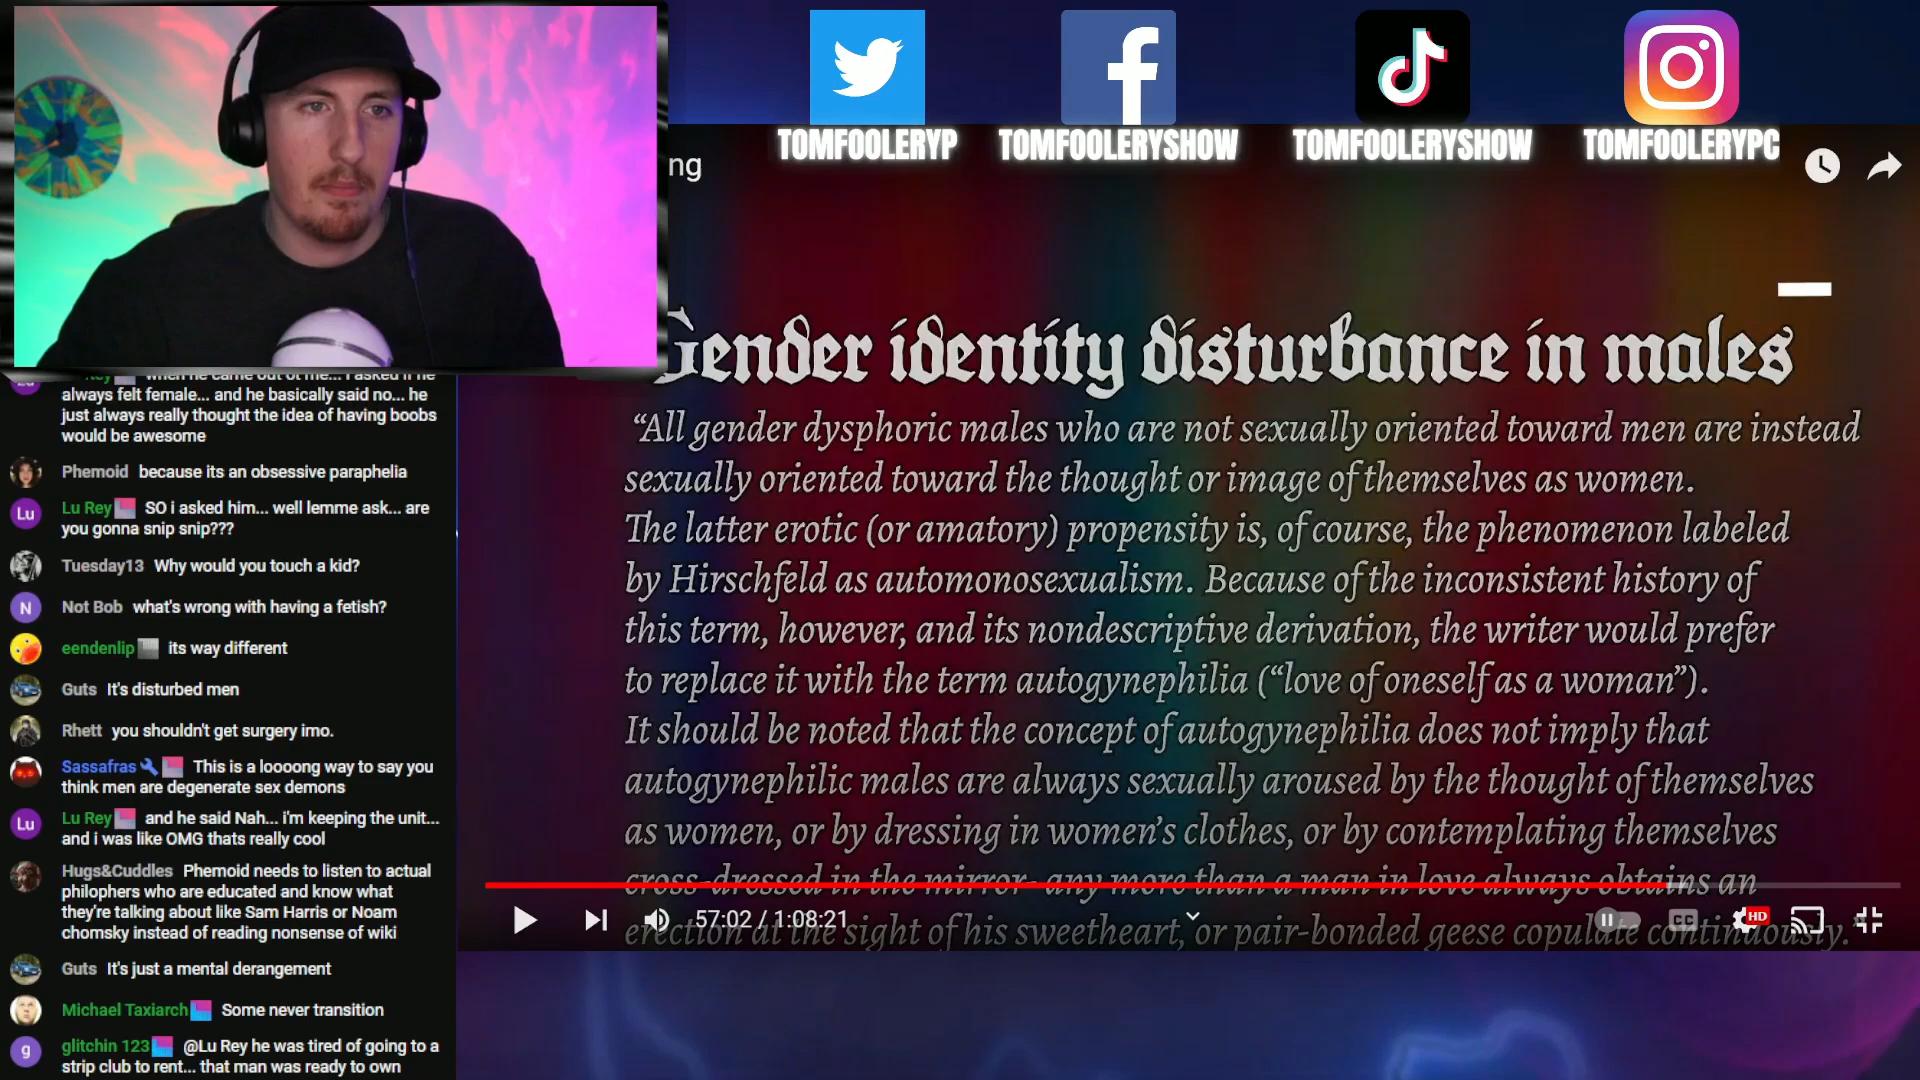 TOMFOOLERYP
TOMFOOLERYSHOW
TOMFOOLERYSHOW
TOMFOOLERYPC
ng
Gender identity disturbance in males
“All gender dysphoric males who are not sexually oriented toward men are instead
sexually oriented toward the thought or image of themselves as women.
The latter erotic (or amatory) propensity is, of course, the phenomenon labeled
by Hirschfeld as automonosexualism. Because of the inconsistent history of
this term, however, and its nondescriptive derivation, the writer would prefer
to replace it with the term autogynephilia (“love of oneself as a woman”).
It should be noted that the concept of autogynephilia does not imply that
autogynephilic males are always sexually aroused by the thought of themselves
as women, or by dressing in women’s clothes, or by contemplating themselves
cross-dressed in the mirror- any more than a man in love always obtains an
erection at the sight of his sweetheart, or pair-bonded geese copulate continuously.”
57:02 / 1:08:21
CC
HD
when he came out of me... I asked if he
always felt female... and he basically said no... he
just always really thought the idea of having boobs
would be awesome
Phemoid because its an obsessive paraphelia
Lu
Lu Rey SO i asked him... well lemme ask... are
you gonna snip snip???
Tuesday13 Why would you touch a kid?
N
Not Bob what's wrong with having a fetish?
eendenlip its way different
Guts It's disturbed men
Rhett you shouldn't get surgery imo.
Sassafras This is a loooong way to say you
think men are degenerate sex demons
Lu
Lu Rey and he said Nah... i'm keeping the unit...
and i was like OMG thats really cool
Hugs&Cuddles Phemoid needs to listen to actual
philophers who are educated and know what
they're talking about like Sam Harris or Noam
chomsky instead of reading nonsense of wiki
Guts It's just a mental derangement
Michael Taxiarch Some never transition
g
glitchin 123 @Lu Rey he was tired of going to a
strip club to rent... that man was ready to own